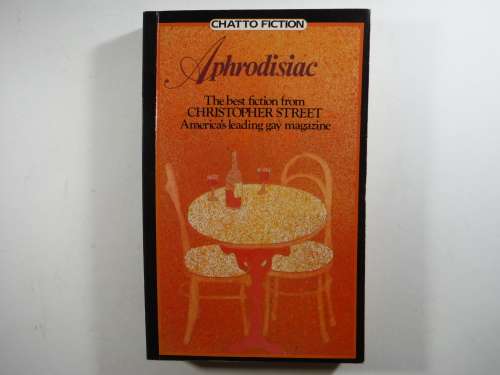 CHATTO FICTION
Aphrodisiac
The best fiction from
CHRISTOPHER STREET
America's leading gay magazine